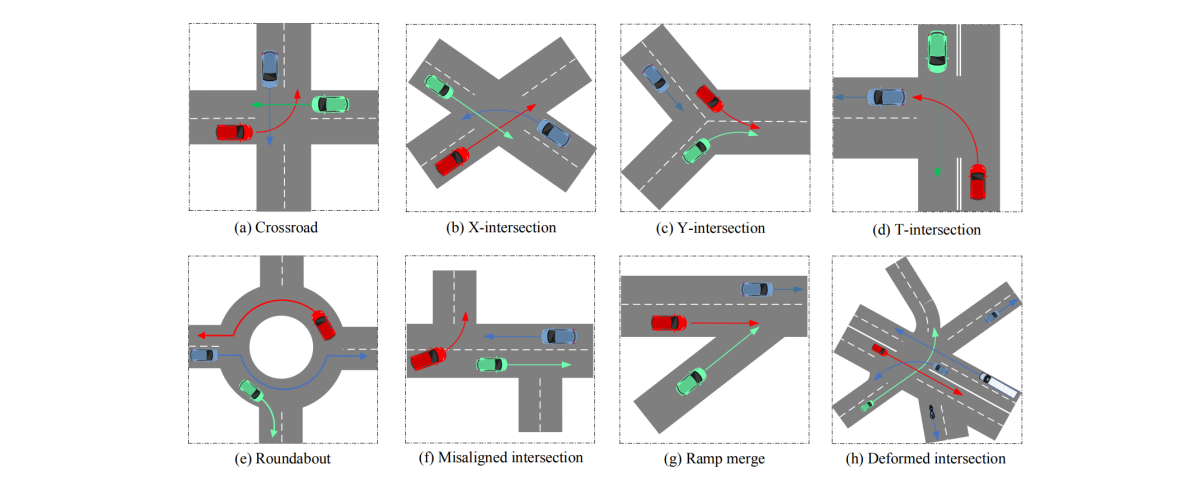 (a) Crossroad
(b) X-intersection
(c) Y-intersection
(d) T-intersection
(e) Roundabout
(f) Misaligned intersection
(g) Ramp merge
(h) Deformed intersection